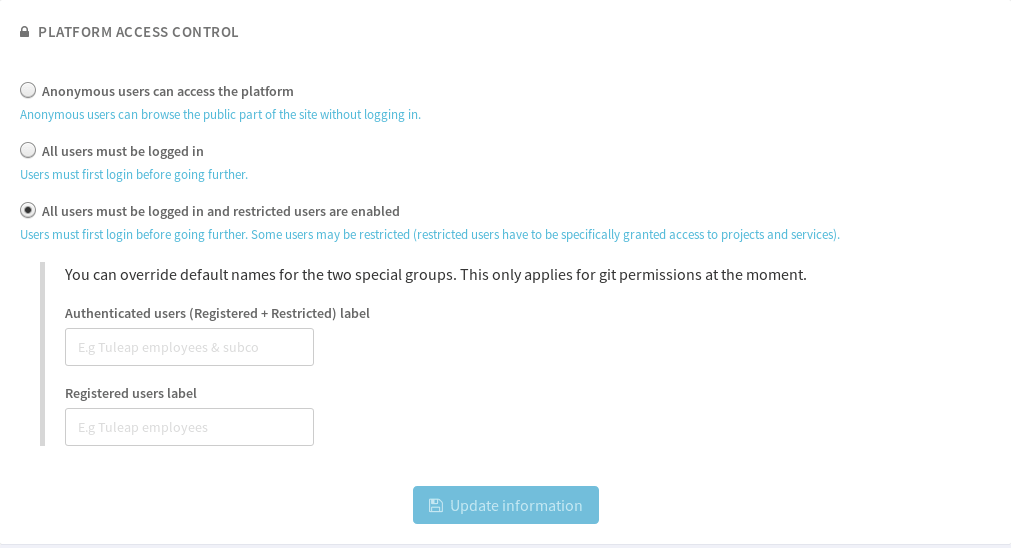 PLATFORM ACCESS CONTROL
Anonymous users can access the platform
Anonymous users can browse the public part of the site without logging in.
All users must be logged in
Users must first login before going further.
All users must be logged in and restricted users are enabled
Users must first login before going further. Some users may be restricted (restricted users have to be specifically granted access to projects and services).
You can override default names for the two special groups. This only applies for git permissions at the moment.
Authenticated users (Registered + Restricted) label
E.g Tuleap employees & subco
Registered users label
E.g Tuleap employees
Update information